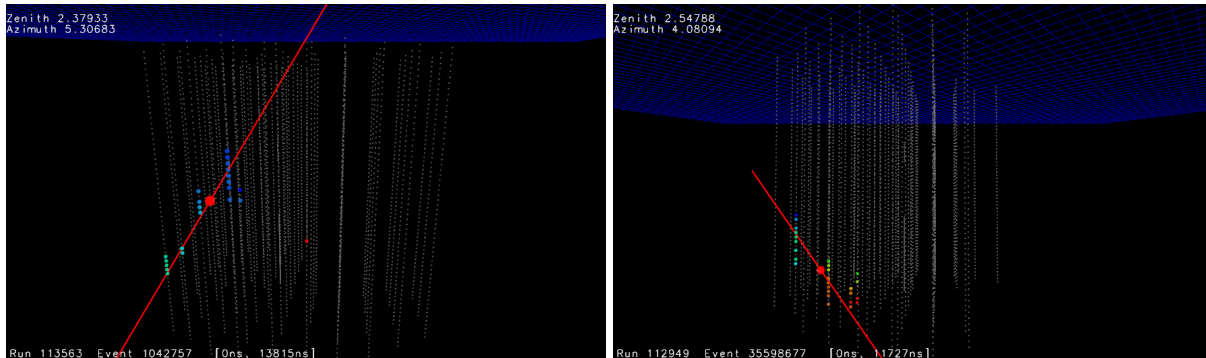 Zenith 2.37933
Azimuth 5.30683
Run 113563 Event 1042757 [0ns, 13815ns]
Zenith 2.54788
Azimuth 4.08094
Run 112949 Event 35598677 [0ns, 11727ns]